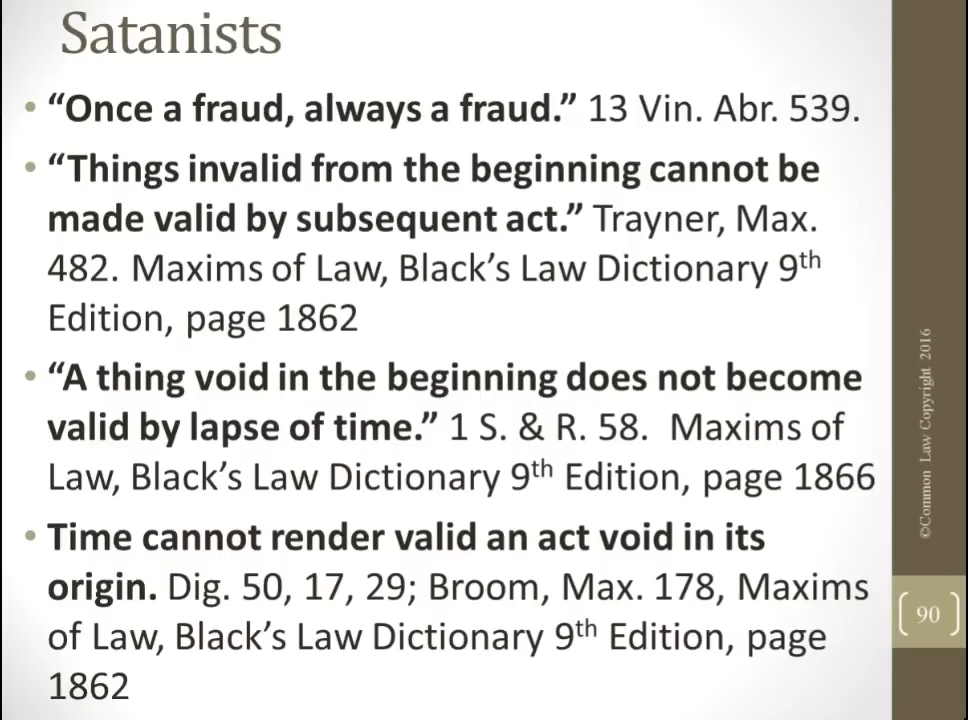 Satanists
• “Once a fraud, always a fraud.” 13 Vin. Abr. 539.
• “Things invalid from the beginning cannot be
made valid by subsequent act.” Trayner, Max.
482. Maxims of Law, Black’s Law Dictionary 9th
Edition, page 1862
• “A thing void in the beginning does not become
valid by lapse of time.” 1 S. & R. 58.  Maxims of
Law, Black’s Law Dictionary 9th Edition, page 1866
• Time cannot render valid an act void in its
origin. Dig. 50, 17, 29; Broom, Max. 178, Maxims
of Law, Black’s Law Dictionary 9th Edition, page
1862
©Common Law Copyright 2016
90